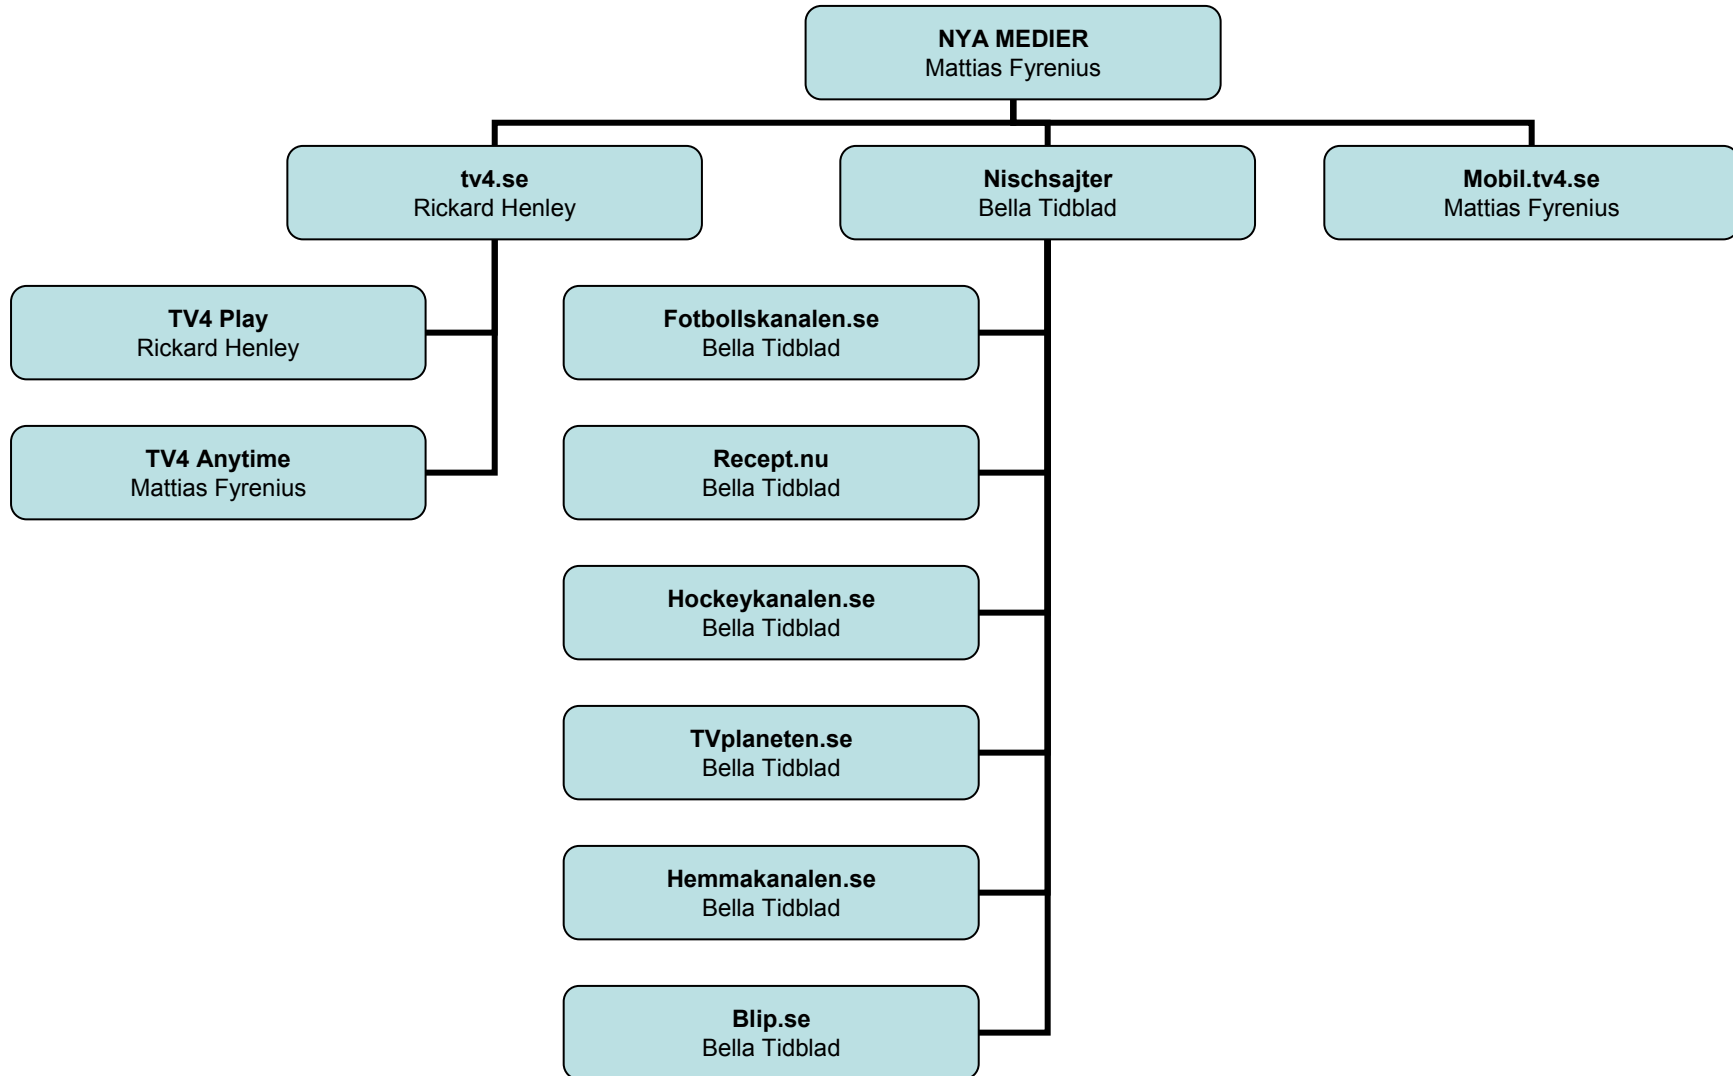 NYA MEDIER
Mattias Fyrenius
tv4.se
Rickard Henley
Nischsajter
Bella Tidblad
Mobil.tv4.se
Mattias Fyrenius
TV4 Play
Rickard Henley
Fotbollskanalen.se
Bella Tidblad
TV4 Anytime
Mattias Fyrenius
Recept.nu
Bella Tidblad
Hockeykanalen.se
Bella Tidblad
TVplaneten.se
Bella Tidblad
Hemmakanalen.se
Bella Tidblad
Blip.se
Bella Tidblad